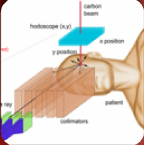 carbon
beam
hodoscope (x,y)
x position
y position
a ray
patient
collimators